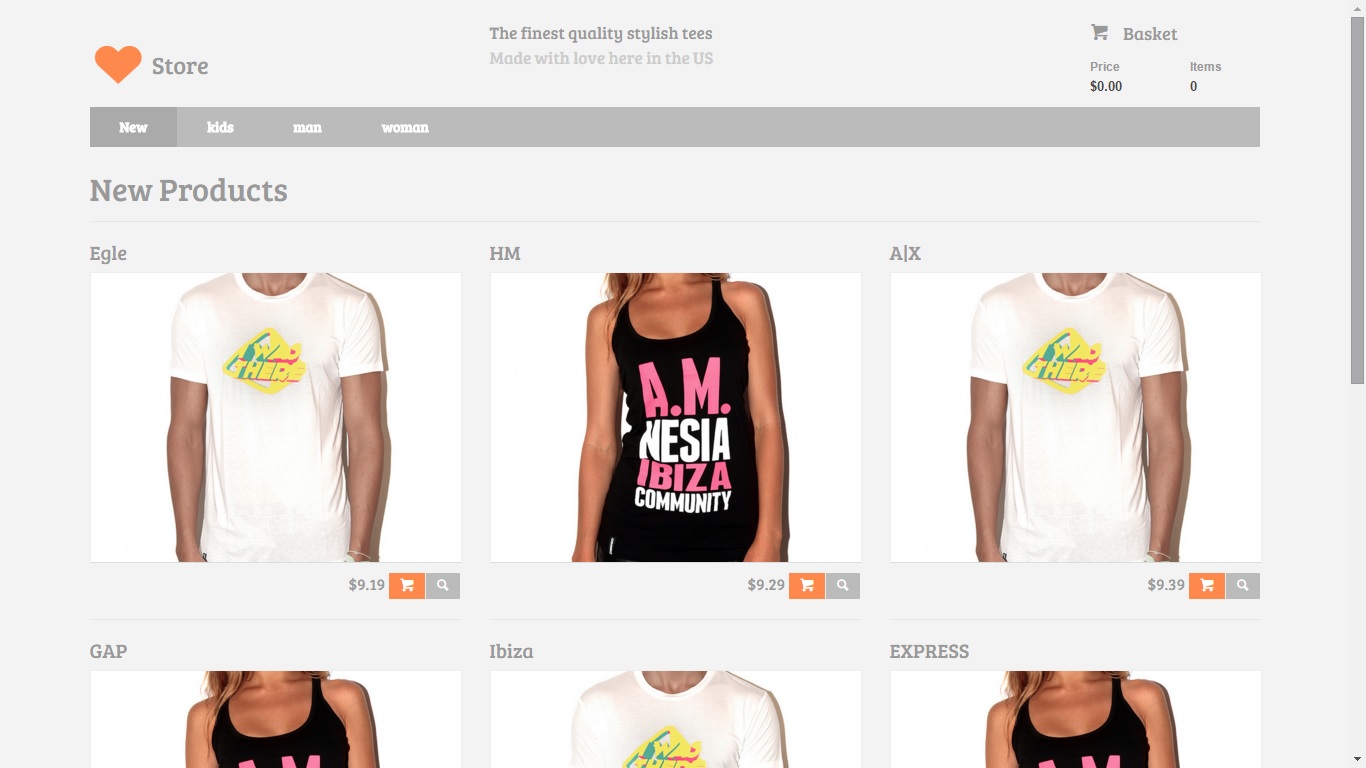 The finest quality stylish tees
Made with love here in the US
Basket
Store
Price Items
$0.00 0
New kids man woman
New Products
Egle HM A|X
A.M.
NESIA
IBIZA
COMMUNITY
$9.19 $9.29 $9.39
GAP Ibiza EXPRESS
A.M. A.M.